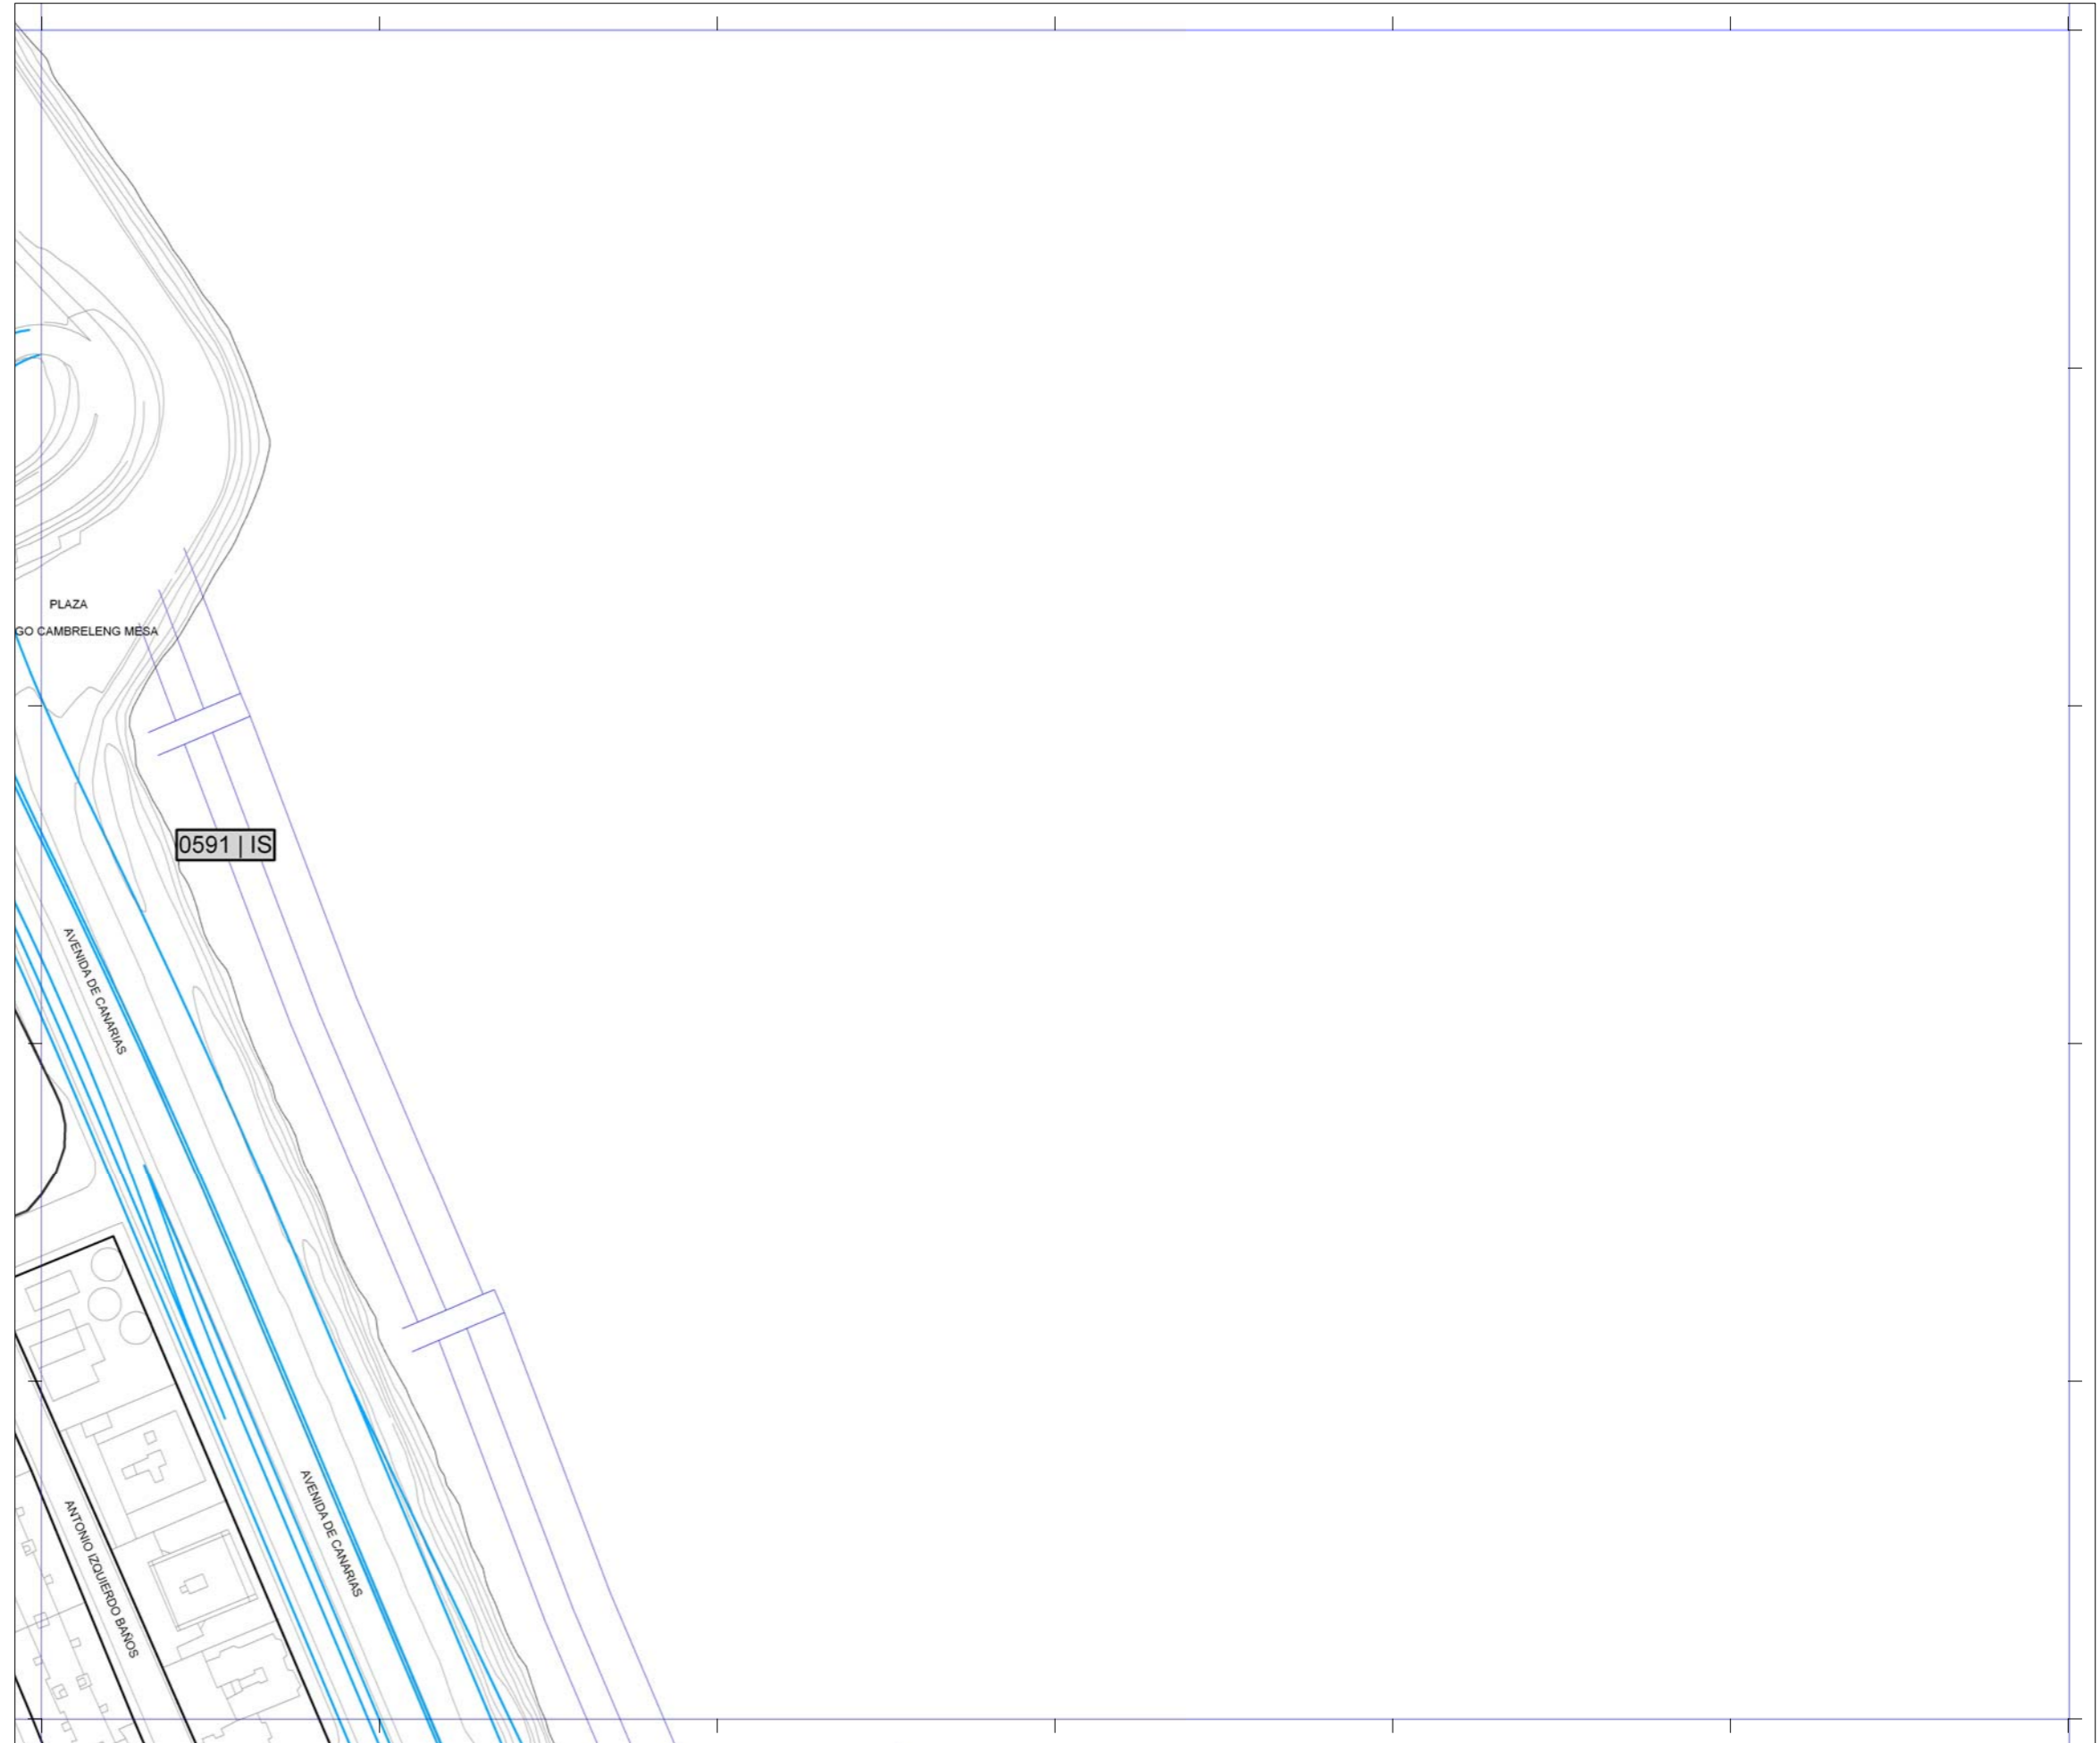 PLAZA
GO CAMBRELENG MESA
0591 | IS
AVENIDA DE CANARIAS
AVENIDA DE CANARIAS
ANTONIO IZQUIERDO BAÑOS